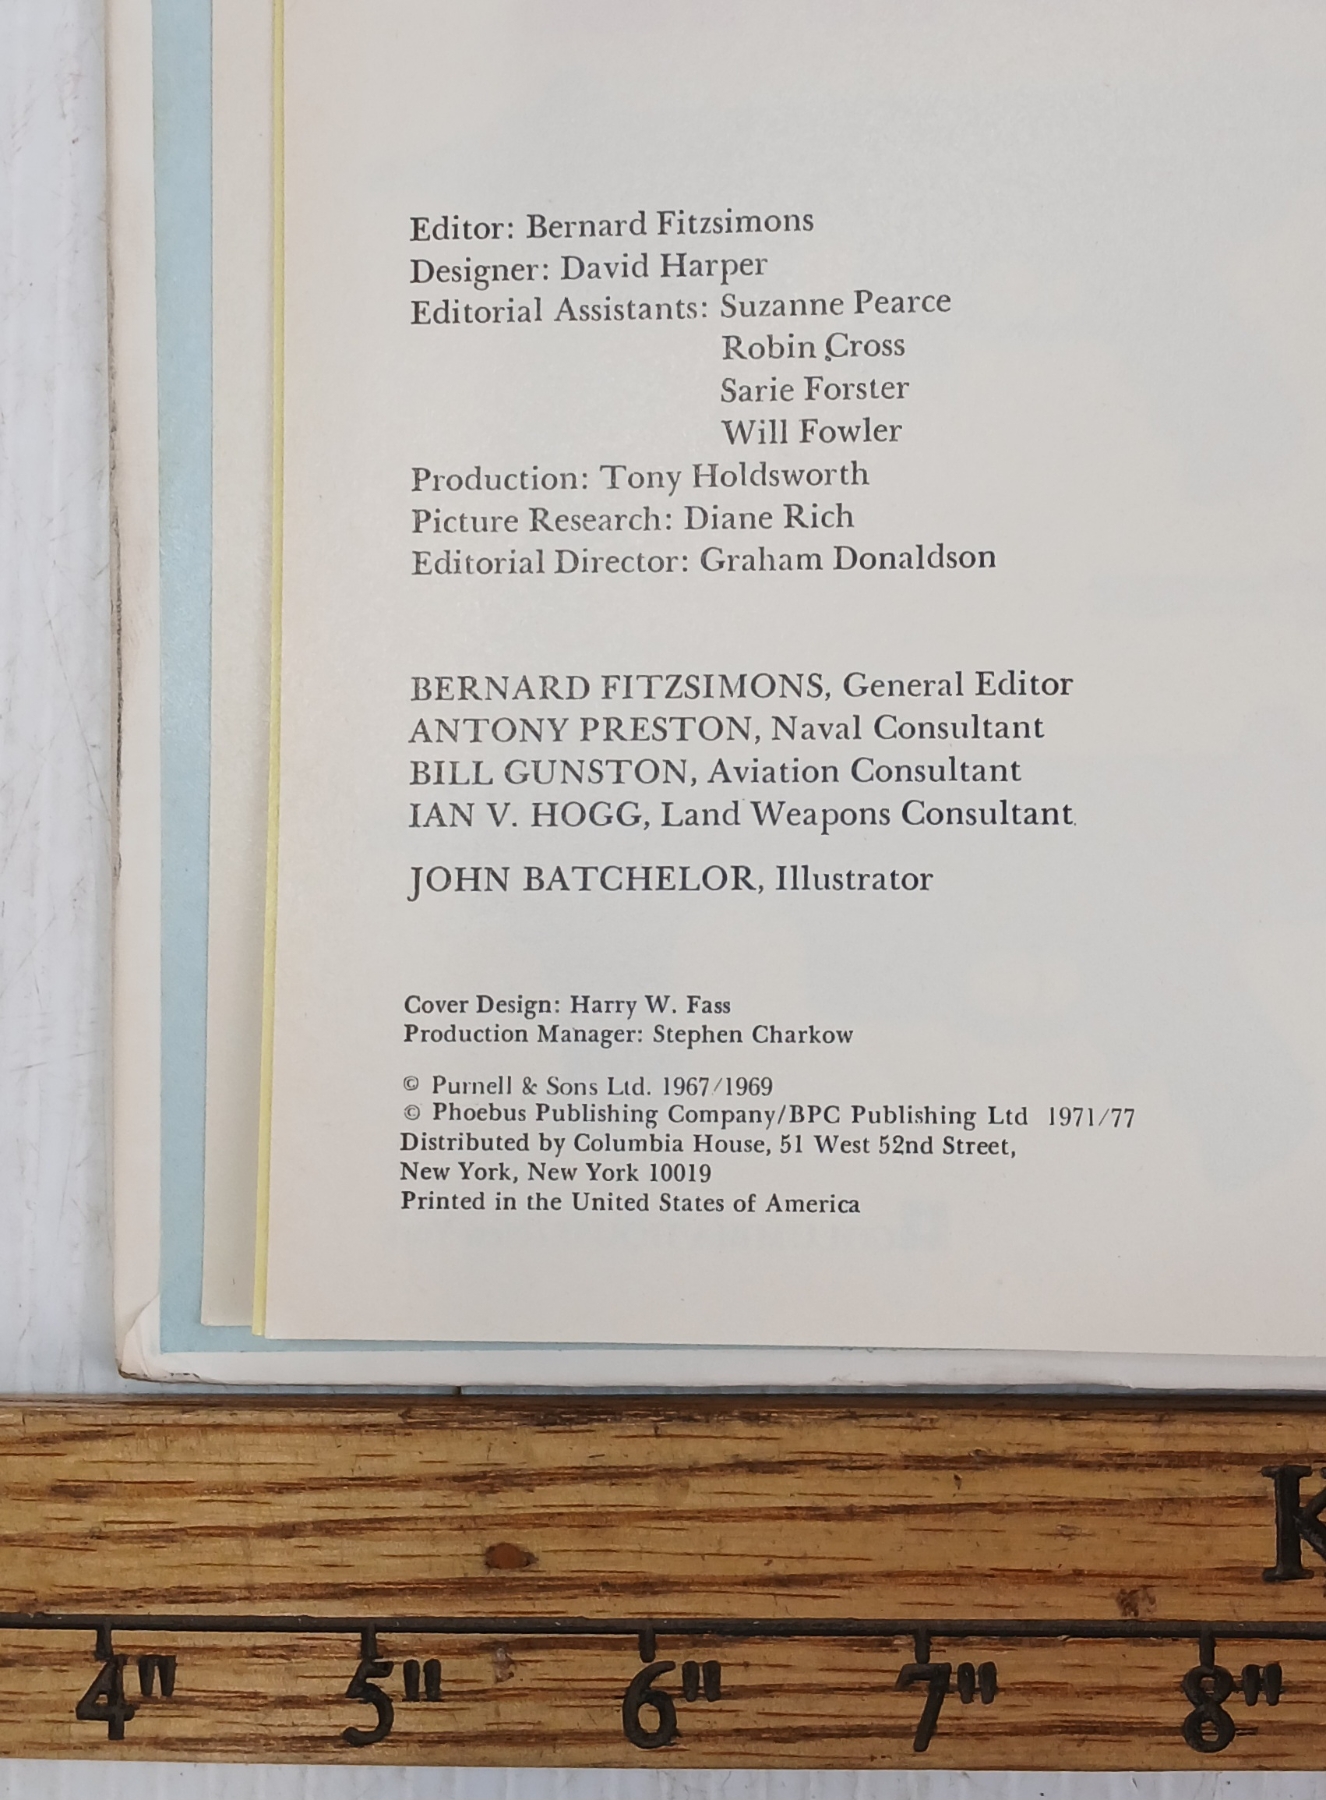 Editor: Bernard Fitzsimons
Designer: David Harper
Editorial Assistants: Suzanne Pearce
Robin Cross
Sarie Forster
Will Fowler
Production: Tony Holdsworth
Picture Research: Diane Rich
Editorial Director: Graham Donaldson
BERNARD FITZSIMONS, General Editor
ANTONY PRESTON, Naval Consultant
BILL GUNSTON, Aviation Consultant
IAN V. HOGG, Land Weapons Consultant
JOHN BATCHELOR, Illustrator
Cover Design: Harry W. Fass
Production Manager: Stephen Charkow
© Purnell & Sons Ltd. 1967/1969
© Phoebus Publishing Company/BPC Publishing Ltd 1971/77
Distributed by Columbia House, 51 West 52nd Street,
New York, New York 10019
Printed in the United States of America
K
4" 5" 6" 7" 8"